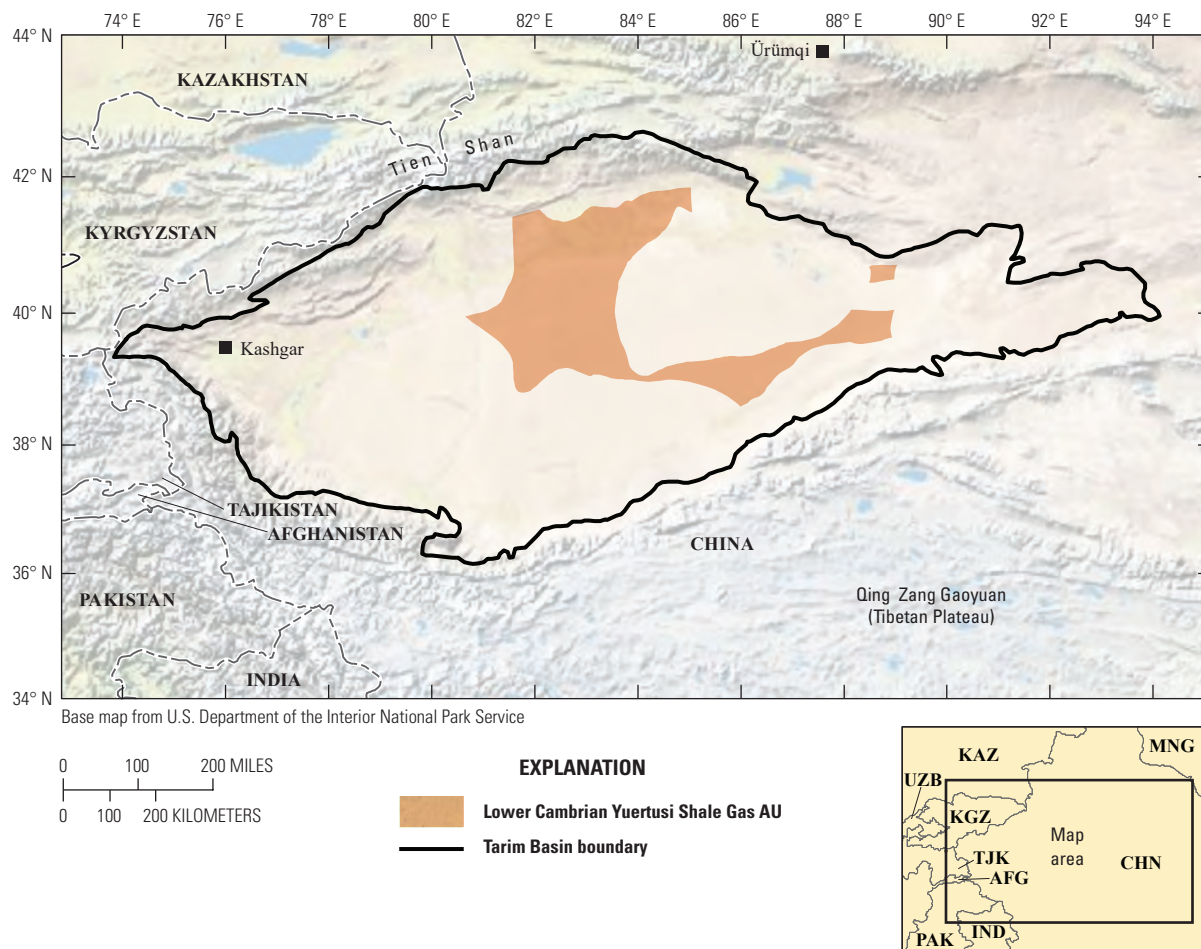 74° E 76° E 78° E 80° E 82° E 84° E 86° E 88° E 90° E 92° E 94° E
44° N
Ürümqi
KAZAKHSTAN
Tien Shan
42° N
KYRGYZSTAN
40° N
Kashgar
38° N
TAJIKISTAN
AFGHANISTAN
CHINA
36° N
PAKISTAN
Qing Zang Gaoyuan
(Tibetan Plateau)
INDIA
34° N
Base map from U.S. Department of the Interior National Park Service
0 100 200 MILES
0 100 200 KILOMETERS
EXPLANATION
Lower Cambrian Yuertusi Shale Gas AU
Tarim Basin boundary
KAZ
MNG
UZB
KGZ
Map
area
TJK
CHN
AFG
PAK
IND